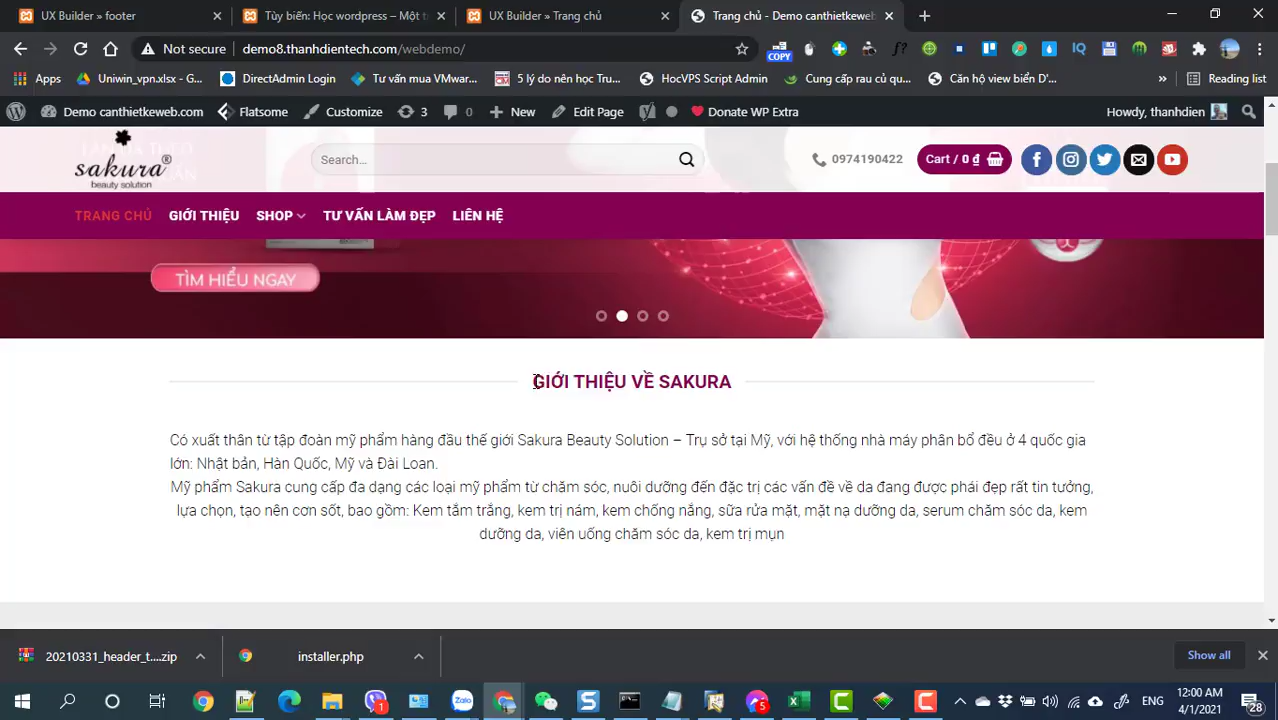 UX Builder » footer
Tùy biến: Học wordpress – Một t
UX Builder » Trang chủ
Trang chủ - Demo canthietkeweb
Not secure
demo8.thanhdientech.com/webdemo/
COPY
IQ
Apps
Uniwin_vpn.xlsx - G...
DirectAdmin Login
Tư vấn mua VMwar...
5 lý do nên học Tru...
HocVPS Script Admin
Cung cấp rau củ qu...
Căn hộ view biển D'...
»
Reading list
Demo canthietkeweb.com
Flatsome
Customize
3
0
New
Edit Page
Donate WP Extra
Howdy, thanhdien
sakura®
beauty solution
Search...
0974190422
Cart / 0 ₫
TRANG CHỦ
GIỚI THIỆU
SHOP
TƯ VẤN LÀM ĐẸP
LIÊN HỆ
TÌM HIỂU NGAY
GIỚI THIỆU VỀ SAKURA
Có xuất thân từ tập đoàn mỹ phẩm hàng đầu thế giới Sakura Beauty Solution – Trụ sở tại Mỹ, với hệ thống nhà máy phân bổ đều ở 4 quốc gia
lớn: Nhật bản, Hàn Quốc, Mỹ và Đài Loan.
Mỹ phẩm Sakura cung cấp đa dạng các loại mỹ phẩm từ chăm sóc, nuôi dưỡng đến đặc trị các vấn đề về da đang được phái đẹp rất tin tưởng,
lựa chọn, tạo nên cơn sốt, bao gồm: Kem tắm trắng, kem trị nám, kem chống nắng, sữa rửa mặt, mặt nạ dưỡng da, serum chăm sóc da, kem
dưỡng da, viên uống chăm sóc da, kem trị mụn
20210331_header_t....zip
installer.php
Show all
1
5
ENG
12:00 AM
4/1/2021
28